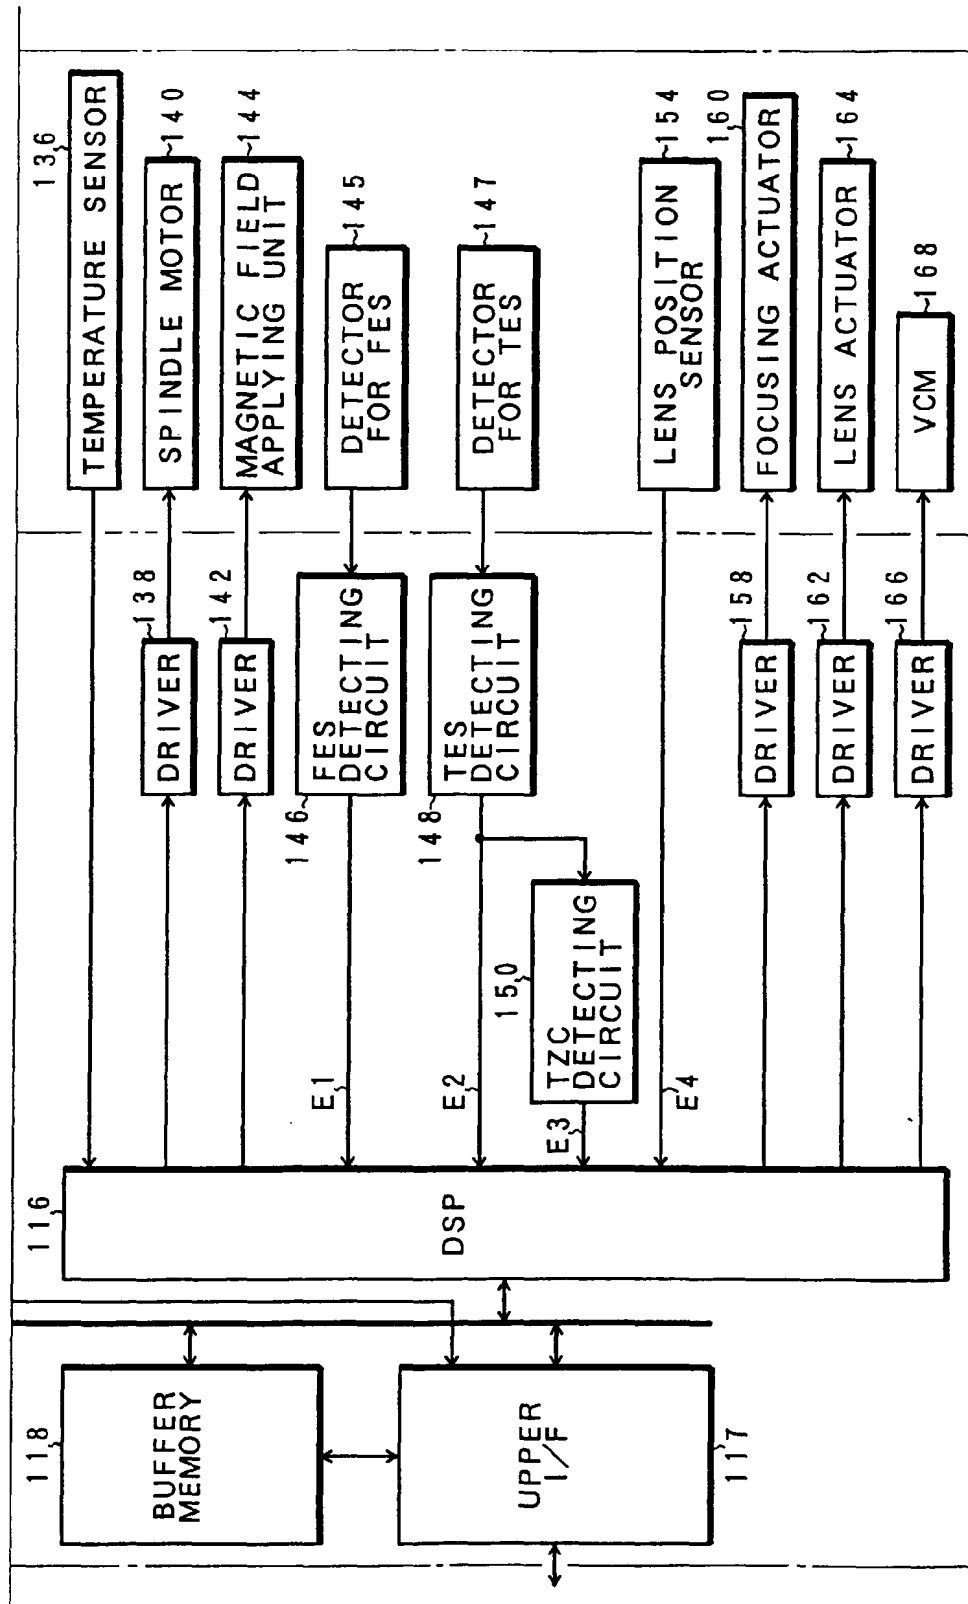 118
BUFFER
MEMORY
UPPER
I/F
117
116
DSP
136
TEMPERATURE SENSOR
138
DRIVER
SPINDLE MOTOR
140
142
DRIVER
MAGNETIC FIELD
APPLYING UNIT
144
E1
146
FES
DETECTING
CIRCUIT
DETECTOR
FOR FES
145
E2
148
TES
DETECTING
CIRCUIT
DETECTOR
FOR TES
147
E3
150
TZC
DETECTING
CIRCUIT
E4
LENS POSITION
SENSOR
154
DRIVER
158
FOCUSING ACTUATOR
160
DRIVER
162
LENS ACTUATOR
164
DRIVER
166
VCM
168